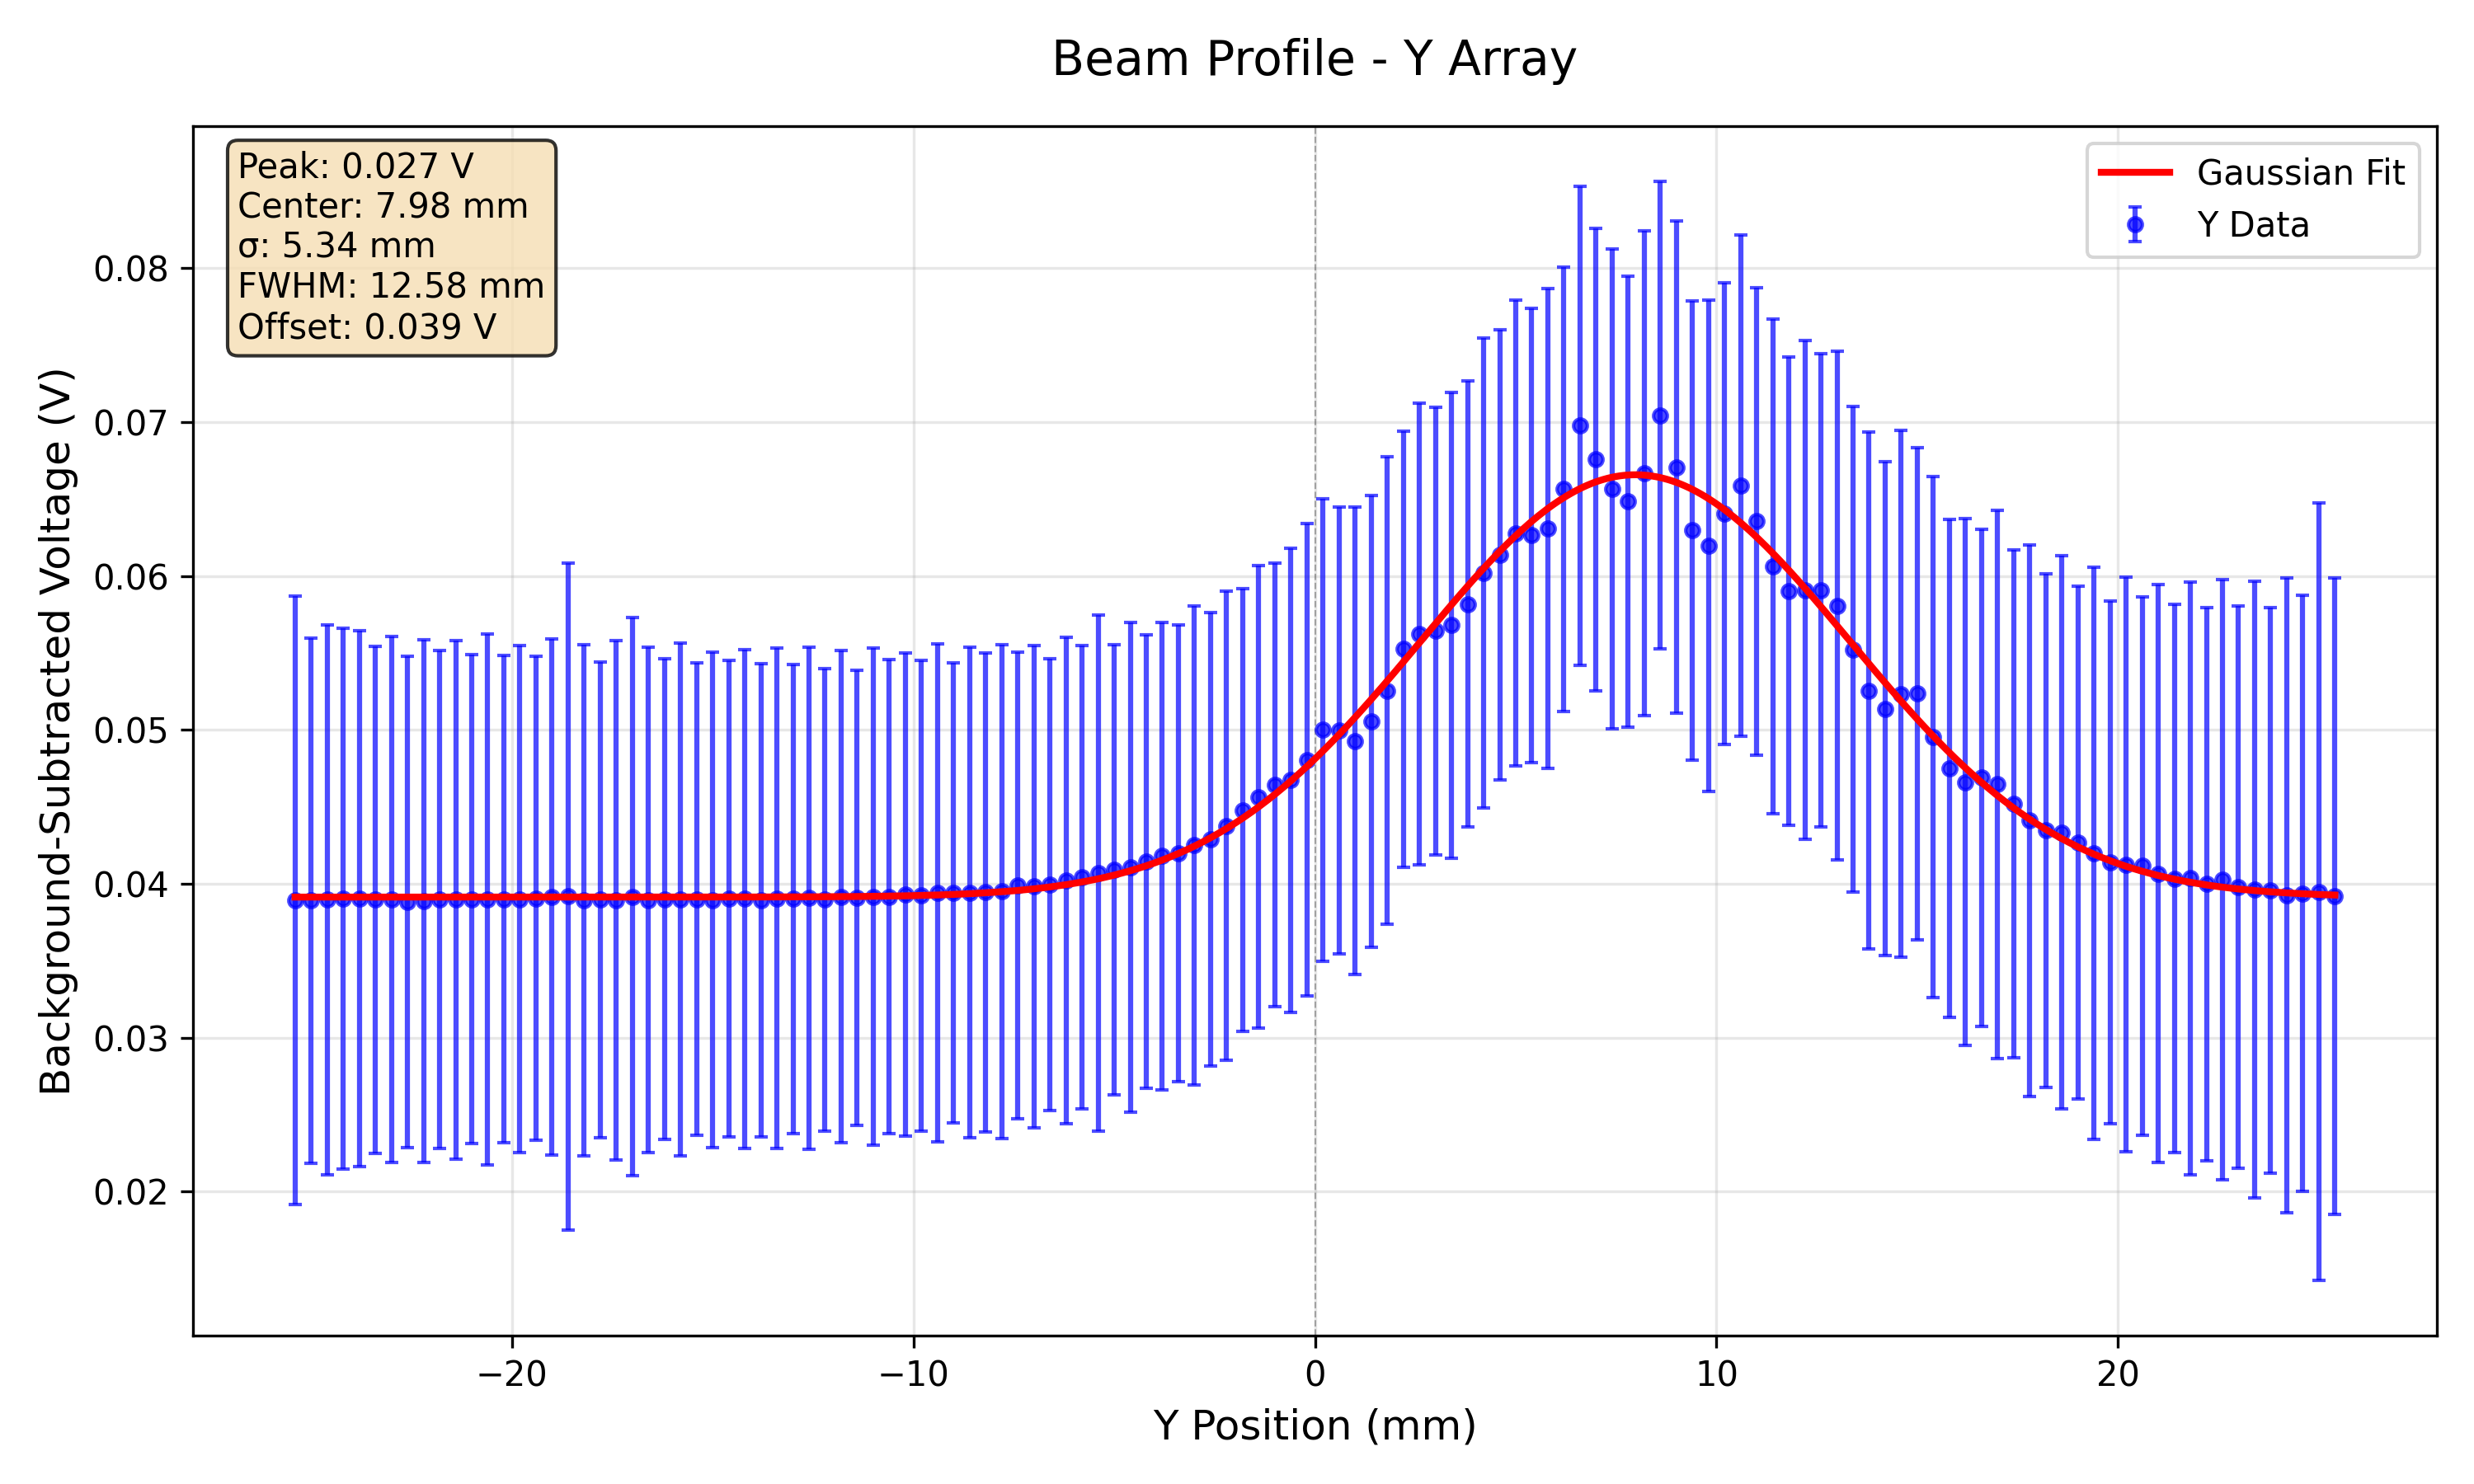 Beam Profile - Y Array
Peak: 0.027 V
Center: 7.98 mm
σ: 5.34 mm
FWHM: 12.58 mm
Offset: 0.039 V
Gaussian Fit
Y Data
Background-Subtracted Voltage (V)
0.08
0.07
0.06
0.05
0.04
0.03
0.02
−20
−10
0
10
20
Y Position (mm)